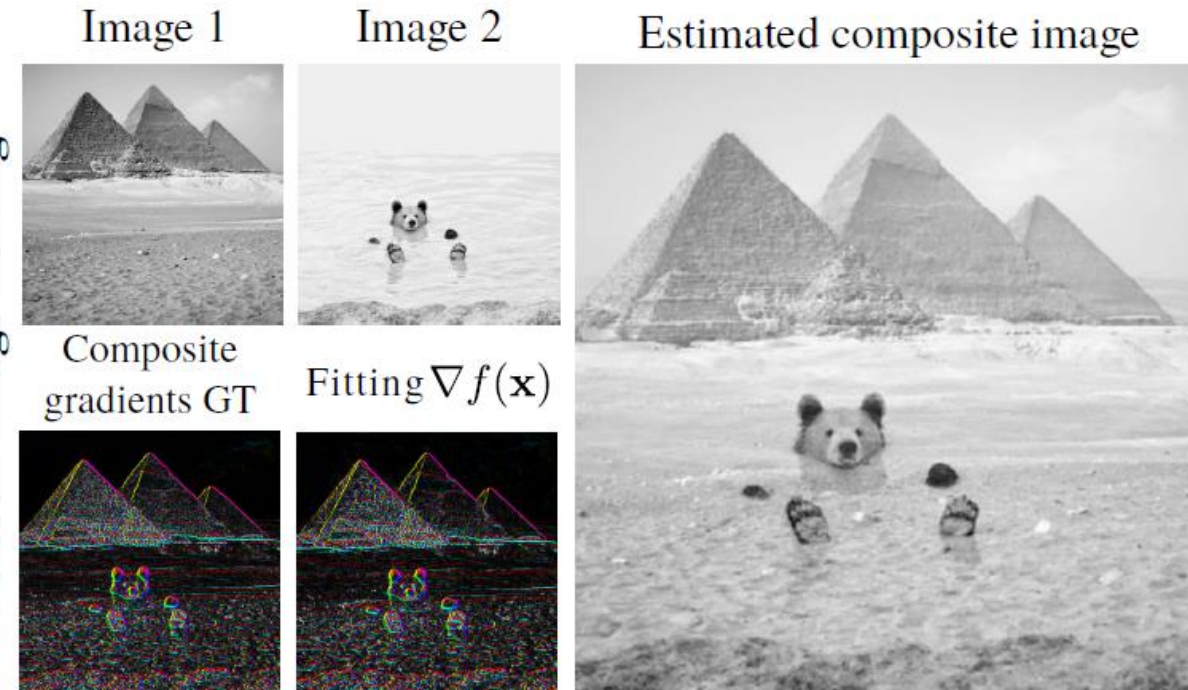 Image 1
Image 2
Estimated composite image
Composite
gradients GT
Fitting ∇f(x)